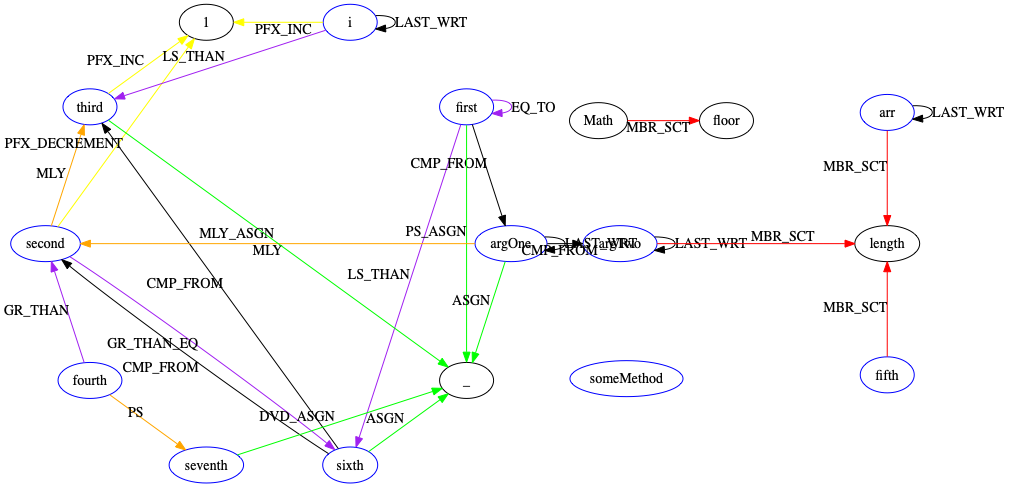 1
i
LAST_WRT
PFX_INC
PFX_INC
LS_THAN
third
first
EQ_TO
Math
MBR_SCT
floor
arr
LAST_WRT
PFX_DECREMENT
CMP_FROM
MLY
MBR_SCT
second
MLY_ASGN
MLY
PS_ASGN
argOne
LAST_WRT
CMP_FROM
argTwo
LAST_WRT
MBR_SCT
length
CMP_FROM
LS_THAN
ASGN
GR_THAN
MBR_SCT
GR_THAN_EQ
CMP_FROM
fourth
_
someMethod
fifth
PS
DVD_ASGN
ASGN
seventh
sixth